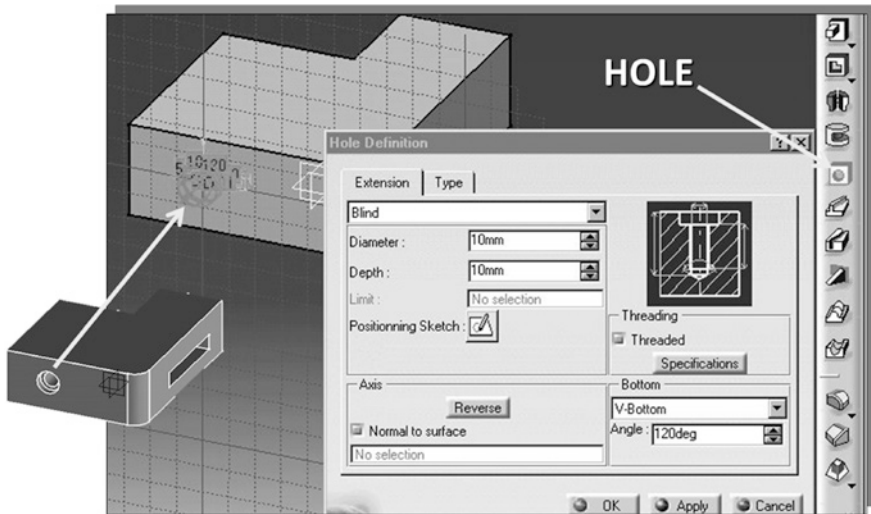 HOLE
Hole Definition
? X
Extension Type
Blind
Diameter : 10mm
Depth : 10mm
Limit : No selection
Positionning Sketch :
Threading
Threaded
Specifications
Axis
Reverse
Normal to surface
No selection
Bottom
V-Bottom
Angle : 120deg
OK Apply Cancel